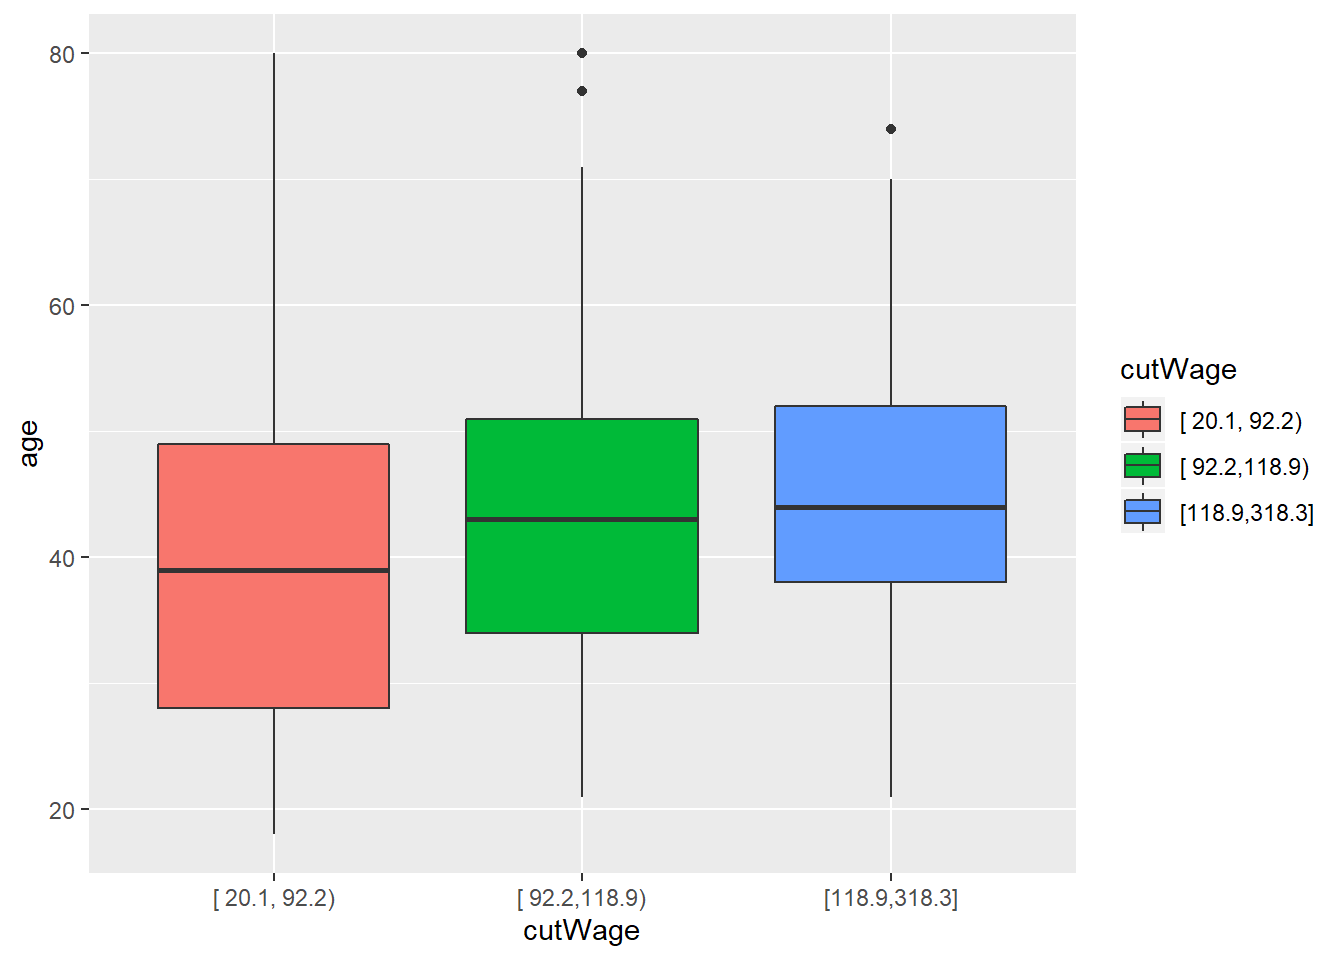 80
60
40
20
age
[ 20.1, 92.2)
[ 92.2,118.9)
[118.9,318.3]
cutWage
cutWage
[ 20.1, 92.2)
[ 92.2,118.9)
[118.9,318.3]